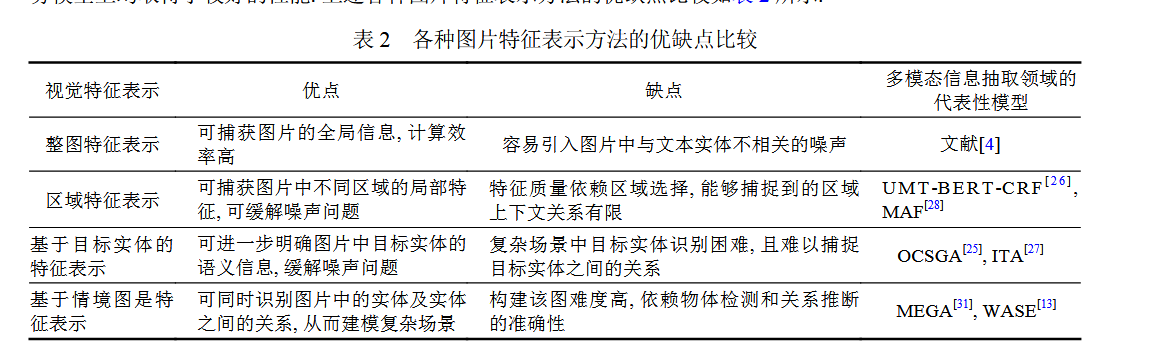 表 2 各种图片特征表示方法的优缺点比较
视觉特征表示 优点 缺点 多模态信息抽取领域的
代表性模型
整图特征表示 可捕获图片的全局信息, 计算效
率高 容易引入图片中与文本实体不相关的噪声 文献[4]
区域特征表示 可捕获图片中不同区域的局部特
征, 可缓解噪声问题 特征质量依赖区域选择, 能够捕捉到的区域
上下文关系有限 UMT-BERT-CRF[26],
MAF[28]
基于目标实体的
特征表示 可进一步明确图片中目标实体的
语义信息, 缓解噪声问题 复杂场景中目标实体识别困难, 且难以捕捉
目标实体之间的关系 OCSGA[25], ITA[27]
基于情境图是特
征表示 可同时识别图片中的实体及实体
之间的关系, 从而建模复杂场景 构建该图难度高, 依赖物体检测和关系推断
的准确性 MEGA[31], WASE[13]